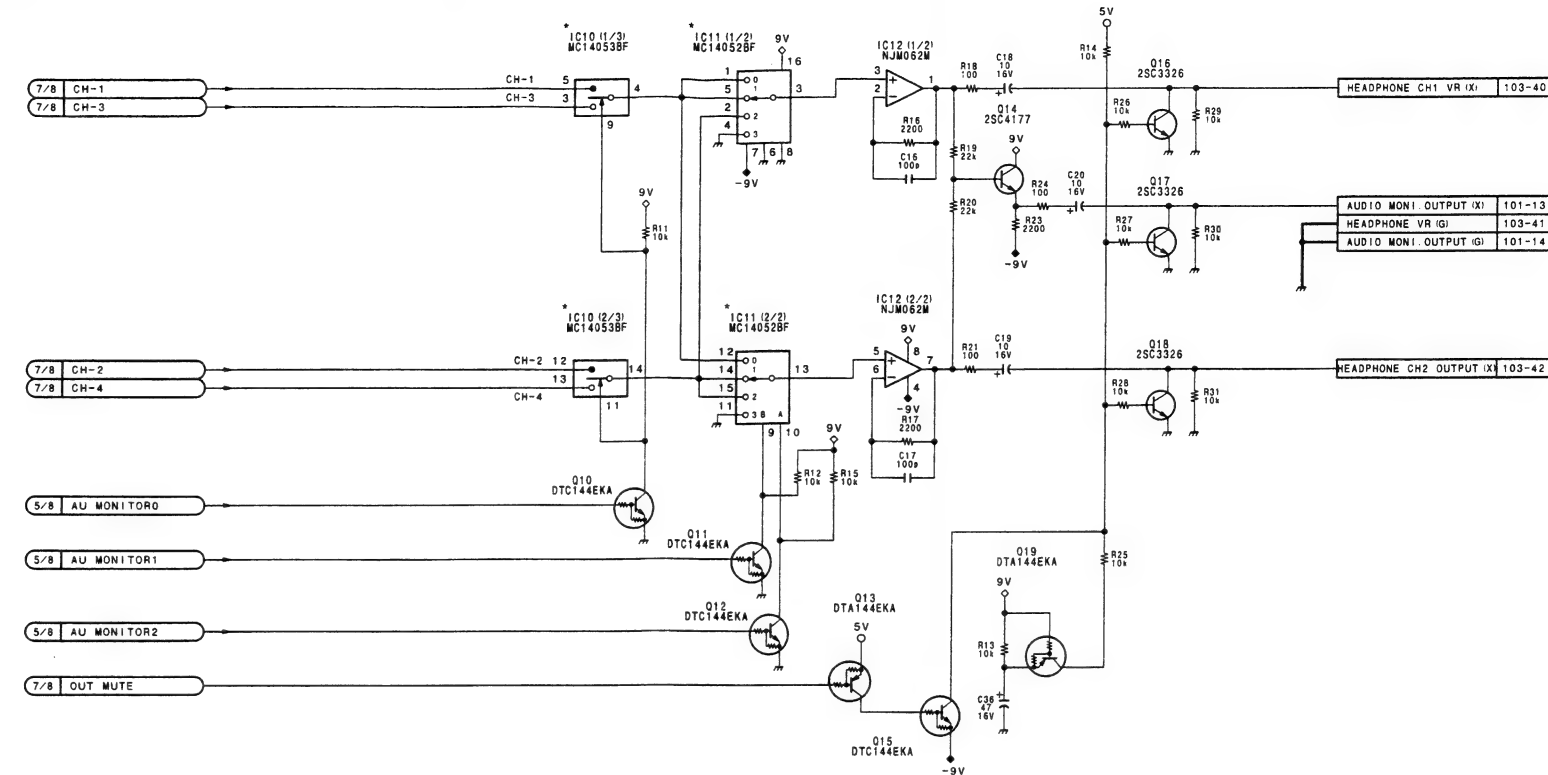 5V
*
IC10 (1/3)
MC14053BF
*
IC11 (1/2)
MC14052BF
9V
16
IC12 (1/2)
NJM062M
R18
100
C18
10
16V
R14
10k
Q16
2SC3326
7/8 CH-1
7/8 CH-3
CH-1 5
CH-3 3
4
9
1
5
2
4
0
1
2
3
3
7 6 8
-9V
3
2
1
+
−
R16
2200
C16
100p
Q14
2SC4177
R26
10k
R29
10k
HEADPHONE CH1 VR (X) 103-40
R19
22k
R20
22k
9V
R24
100
R23
2200
-9V
C20
10
16V
+
Q17
2SC3326
R27
10k
R30
10k
AUDIO MONI.OUTPUT (X) 101-13
HEADPHONE VR (G) 103-41
AUDIO MONI.OUTPUT (G) 101-14
9V
R11
10k
*
IC10 (2/3)
MC14053BF
*
IC11 (2/2)
MC14052BF
IC12 (2/2)
NJM062M
9V
8
R21
100
C19
10
16V
+
Q18
2SC3326
7/8 CH-2
7/8 CH-4
CH-2 12
13
CH-4
14
11
12
14
15
11
0
1
2
3 B A
13
9 10
5
6
7
+
−
4
-9V
R17
2200
C17
100p
R28
10k
R31
10k
HEADPHONE CH2 OUTPUT (X) 103-42
9V
R12
10k
R15
10k
Q10
DTC144EKA
5/8 AU MONITOR0
Q11
DTC144EKA
5/8 AU MONITOR1
Q12
DTC144EKA
5/8 AU MONITOR2
Q13
DTA144EKA
5V
7/8 OUT MUTE
Q15
DTC144EKA
-9V
Q19
DTA144EKA
9V
R13
10k
R25
10k
C36
47
16V
+